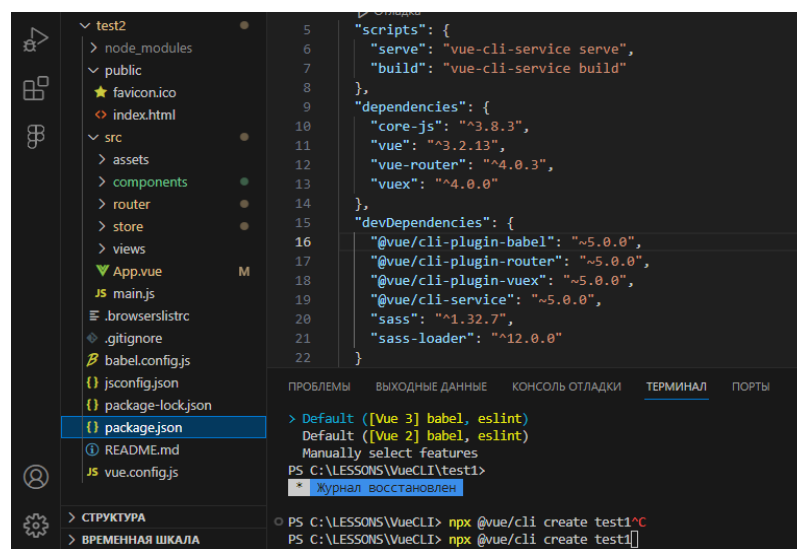 test2
node_modules
public
favicon.ico
index.html
src
assets
components
router
store
views
App.vue M
JS main.js
.browserslistrc
.gitignore
babel.config.js
{} jsconfig.json
{} package-lock.json
{} package.json
README.md
JS vue.config.js
СТРУКТУРА
ВРЕМЕННАЯ ШКАЛА
Отладка
5 "scripts": {
6 "serve": "vue-cli-service serve",
7 "build": "vue-cli-service build"
8 },
9 "dependencies": {
10 "core-js": "^3.8.3",
11 "vue": "^3.2.13",
12 "vue-router": "^4.0.3",
13 "vuex": "^4.0.0"
14 },
15 "devDependencies": {
16 "@vue/cli-plugin-babel": "~5.0.0",
17 "@vue/cli-plugin-router": "~5.0.0",
18 "@vue/cli-plugin-vuex": "~5.0.0",
19 "@vue/cli-service": "~5.0.0",
20 "sass": "^1.32.7",
21 "sass-loader": "^12.0.0"
22 }
ПРОБЛЕМЫ ВЫХОДНЫЕ ДАННЫЕ КОНСОЛЬ ОТЛАДКИ ТЕРМИНАЛ ПОРТЫ
> Default ([Vue 3] babel, eslint)
Default ([Vue 2] babel, eslint)
Manually select features
PS C:\LESSONS\VueCLI\test1>
* Журнал восстановлен
PS C:\LESSONS\VueCLI> npx @vue/cli create test1^C
PS C:\LESSONS\VueCLI> npx @vue/cli create test1